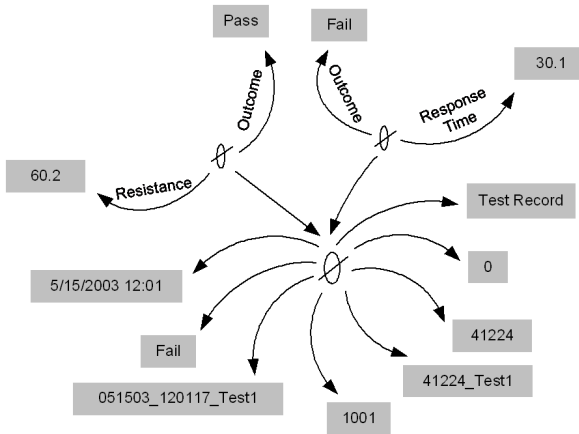 Pass
Fail
30.1
Outcome
Outcome
Response
Time
60.2
Resistance
Test Record
5/15/2003 12:01
0
Fail
41224
051503_120117_Test1
41224_Test1
1001